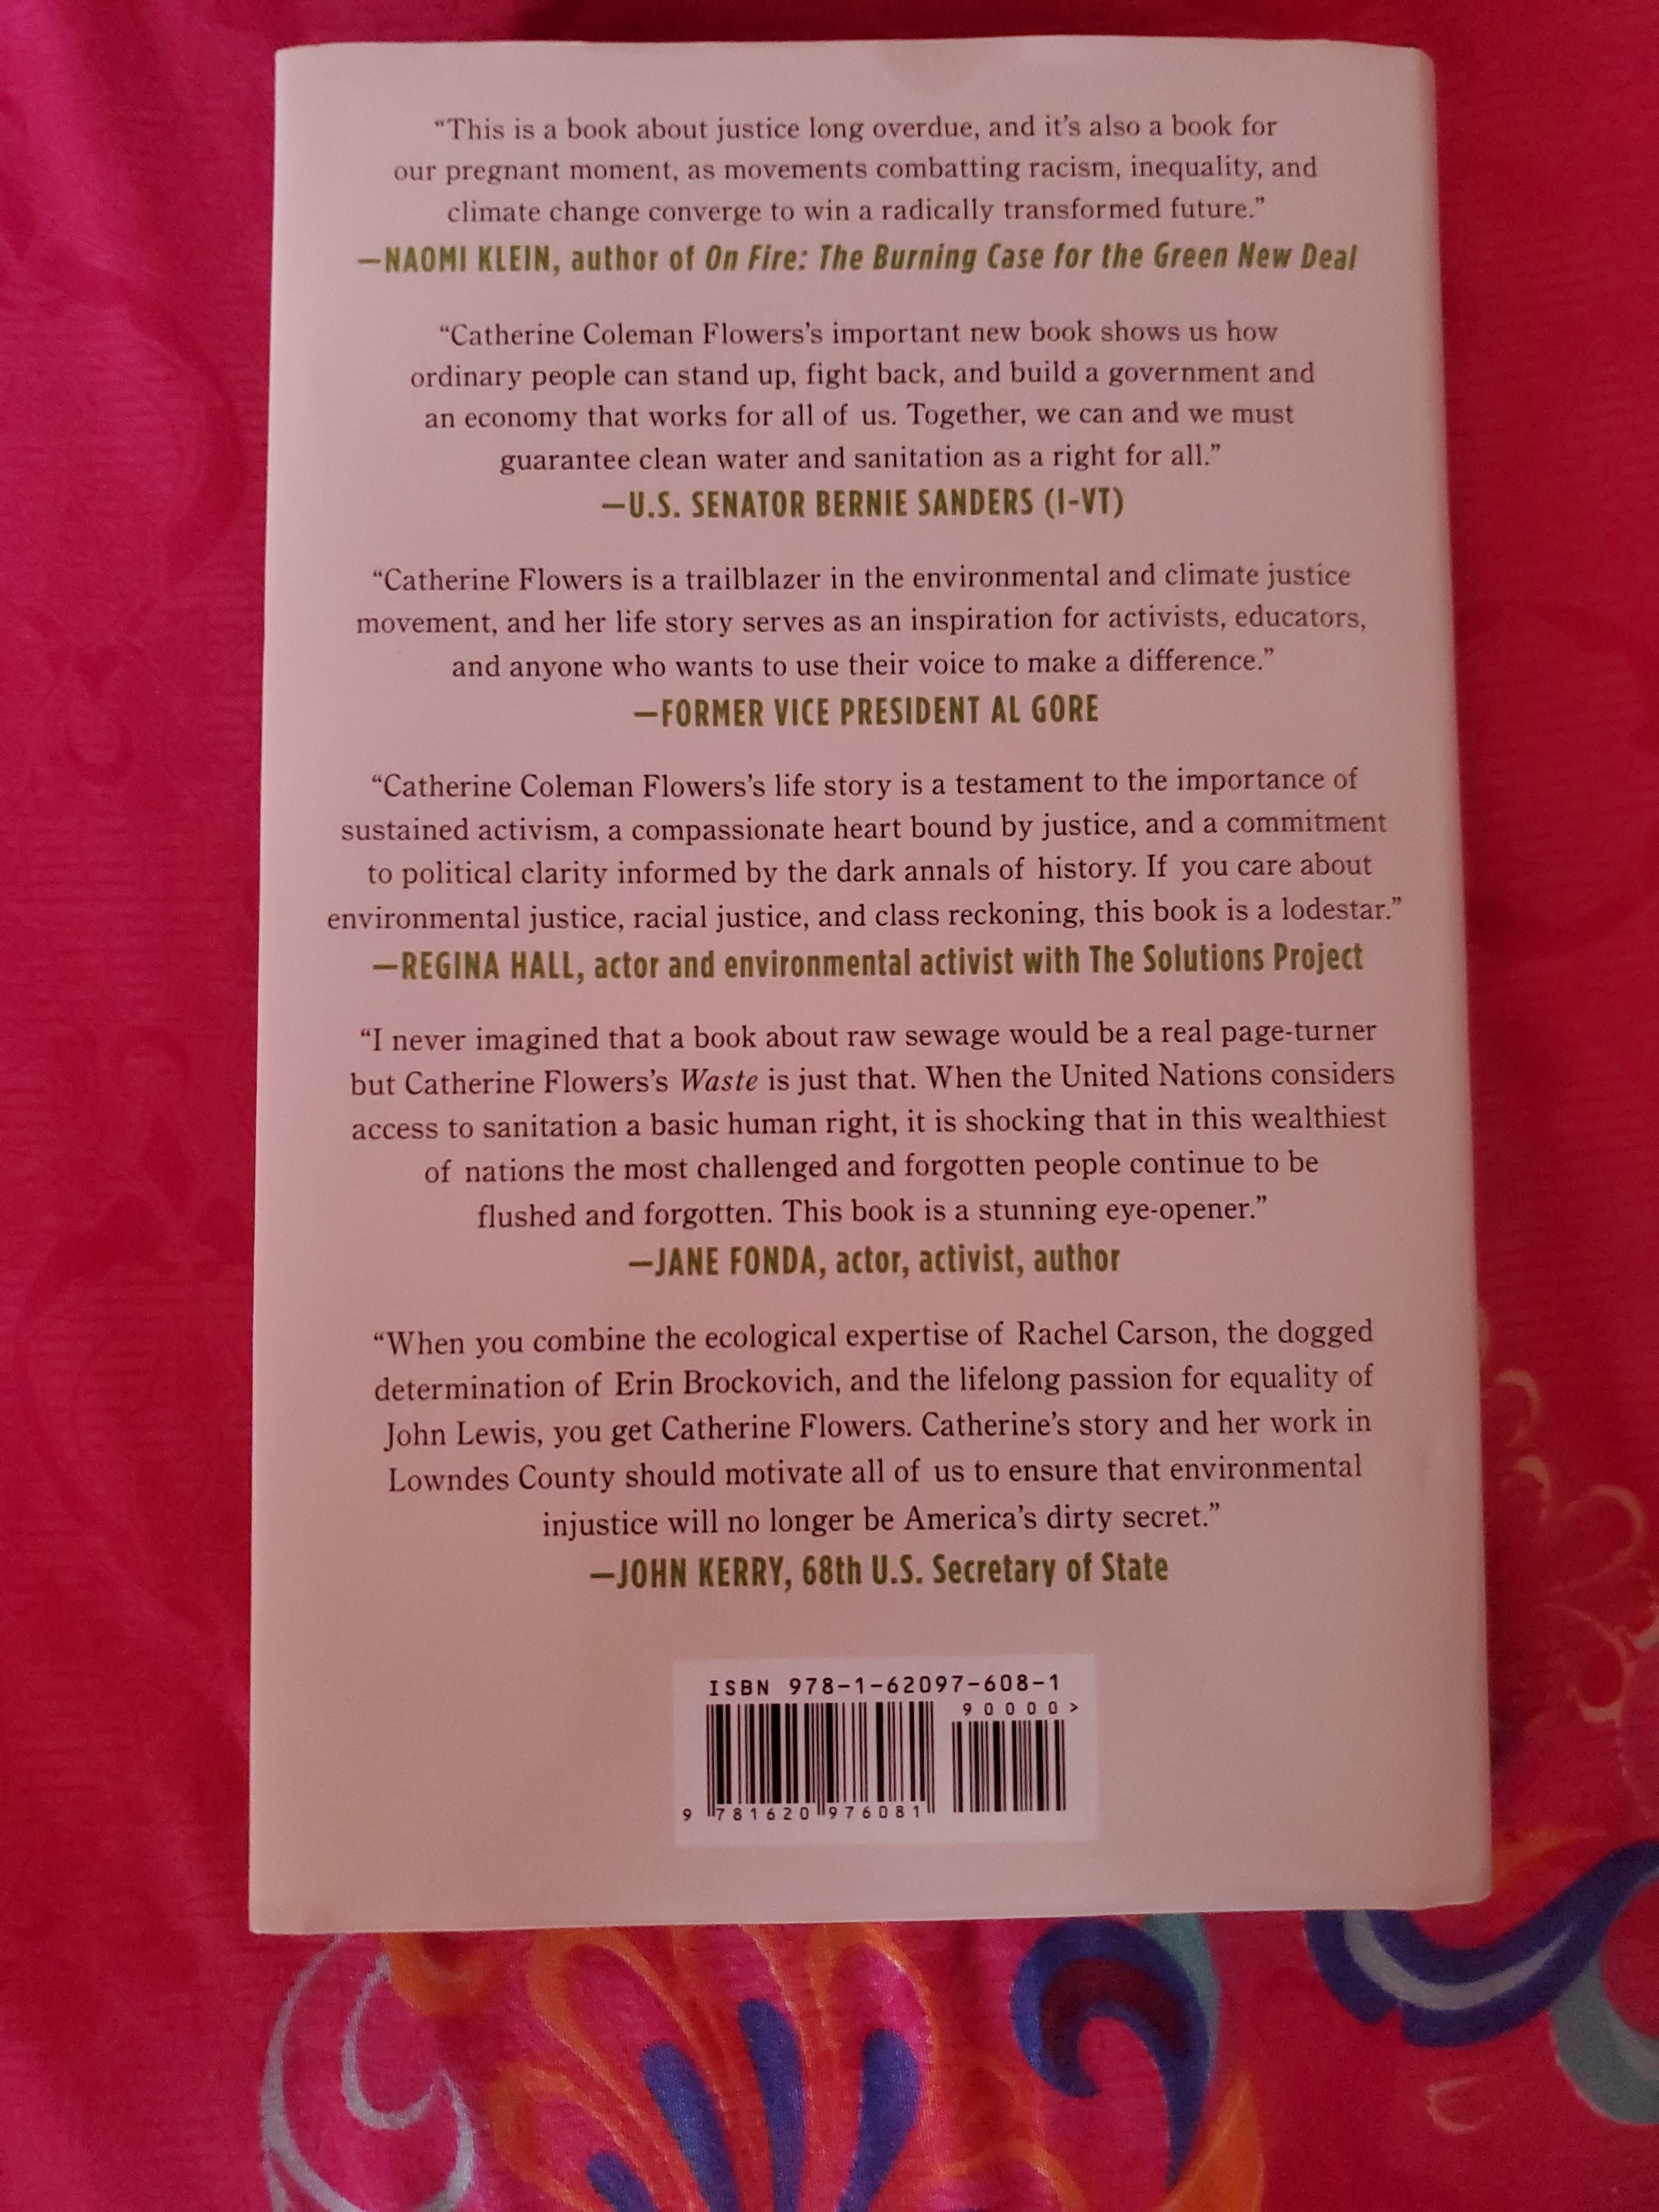 “This is a book about justice long overdue, and it’s also a book for
our pregnant moment, as movements combatting racism, inequality, and
climate change converge to win a radically transformed future.”
—NAOMI KLEIN, author of On Fire: The Burning Case for the Green New Deal
“Catherine Coleman Flowers’s important new book shows us how
ordinary people can stand up, fight back, and build a government and
an economy that works for all of us. Together, we can and we must
guarantee clean water and sanitation as a right for all.”
—U.S. SENATOR BERNIE SANDERS (I-VT)
“Catherine Flowers is a trailblazer in the environmental and climate justice
movement, and her life story serves as an inspiration for activists, educators,
and anyone who wants to use their voice to make a difference.”
—FORMER VICE PRESIDENT AL GORE
“Catherine Coleman Flowers’s life story is a testament to the importance of
sustained activism, a compassionate heart bound by justice, and a commitment
to political clarity informed by the dark annals of history. If you care about
environmental justice, racial justice, and class reckoning, this book is a lodestar.”
—REGINA HALL, actor and environmental activist with The Solutions Project
“I never imagined that a book about raw sewage would be a real page-turner
but Catherine Flowers’s Waste is just that. When the United Nations considers
access to sanitation a basic human right, it is shocking that in this wealthiest
of nations the most challenged and forgotten people continue to be
flushed and forgotten. This book is a stunning eye-opener.”
—JANE FONDA, actor, activist, author
“When you combine the ecological expertise of Rachel Carson, the dogged
determination of Erin Brockovich, and the lifelong passion for equality of
John Lewis, you get Catherine Flowers. Catherine’s story and her work in
Lowndes County should motivate all of us to ensure that environmental
injustice will no longer be America’s dirty secret.”
—JOHN KERRY, 68th U.S. Secretary of State
ISBN 978-1-62097-608-1
90000>
9 781620 976081